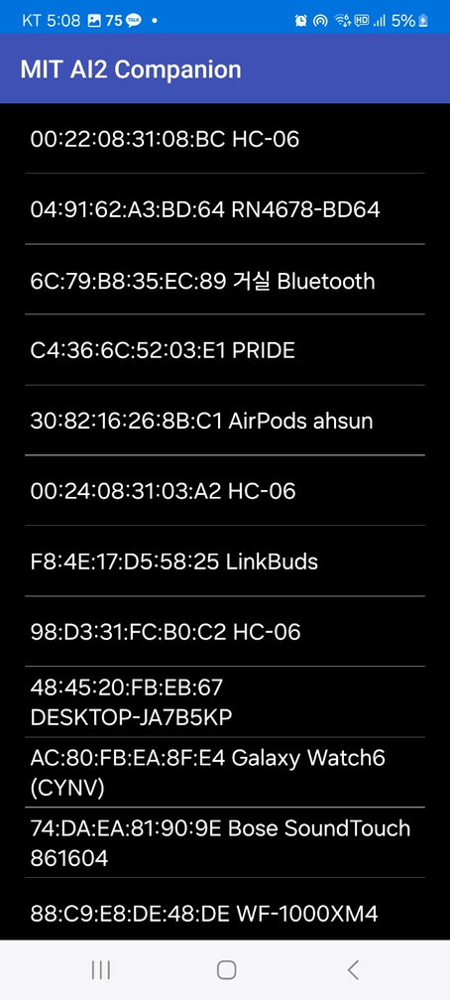 KT 5:08 75 TALK HD 5%
MIT AI2 Companion
00:22:08:31:08:BC HC-06
04:91:62:A3:BD:64 RN4678-BD64
6C:79:B8:35:EC:89 거실 Bluetooth
C4:36:6C:52:03:E1 PRIDE
30:82:16:26:8B:C1 AirPods ahsun
00:24:08:31:03:A2 HC-06
F8:4E:17:D5:58:25 LinkBuds
98:D3:31:FC:B0:C2 HC-06
48:45:20:FB:EB:67
DESKTOP-JA7B5KP
AC:80:FB:EA:8F:E4 Galaxy Watch6
(CYNV)
74:DA:EA:81:90:9E Bose SoundTouch
861604
88:C9:E8:DE:48:DE WF-1000XM4